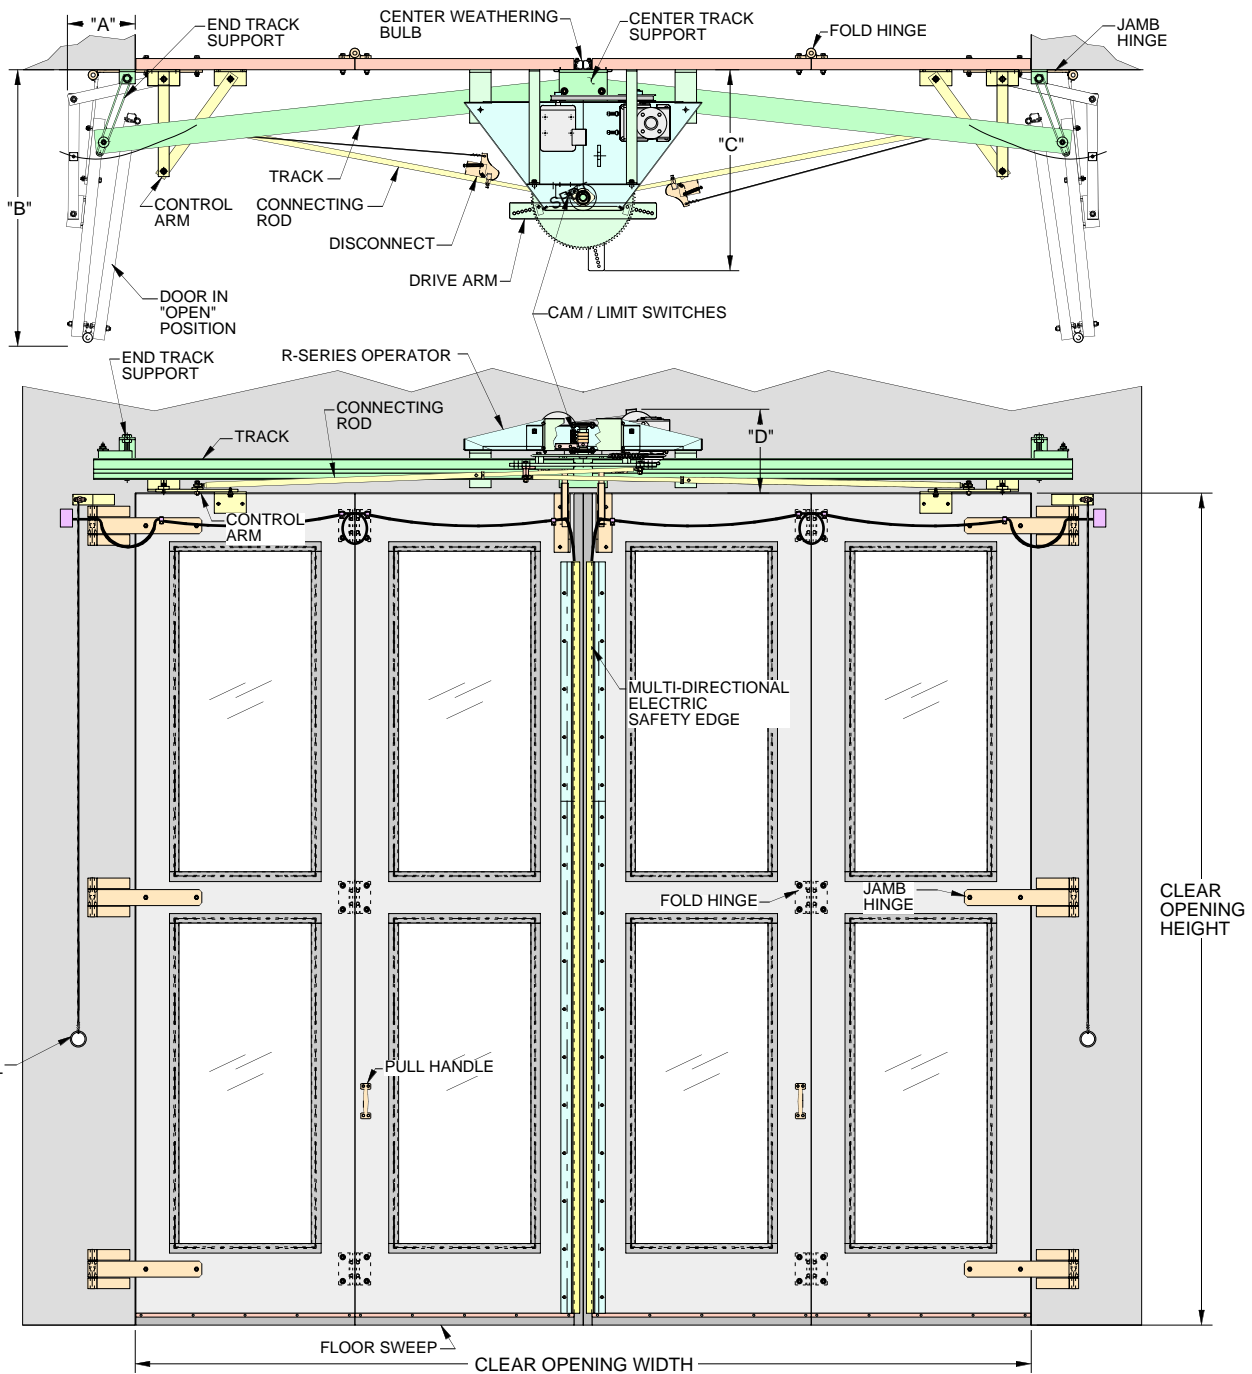 "A"
END TRACK
SUPPORT
CENTER WEATHERING
BULB
CENTER TRACK
SUPPORT
FOLD HINGE
JAMB
HINGE
"B"
"C"
TRACK
CONTROL
ARM
CONNECTING
ROD
DISCONNECT
DRIVE ARM
DOOR IN
"OPEN"
POSITION
CAM / LIMIT SWITCHES
END TRACK
SUPPORT
R-SERIES OPERATOR
CONNECTING
ROD
TRACK
"D"
CONTROL
ARM
MULTI-DIRECTIONAL
ELECTRIC
SAFETY EDGE
FOLD HINGE
JAMB
HINGE
CLEAR
OPENING
HEIGHT
PULL HANDLE
FLOOR SWEEP
CLEAR OPENING WIDTH